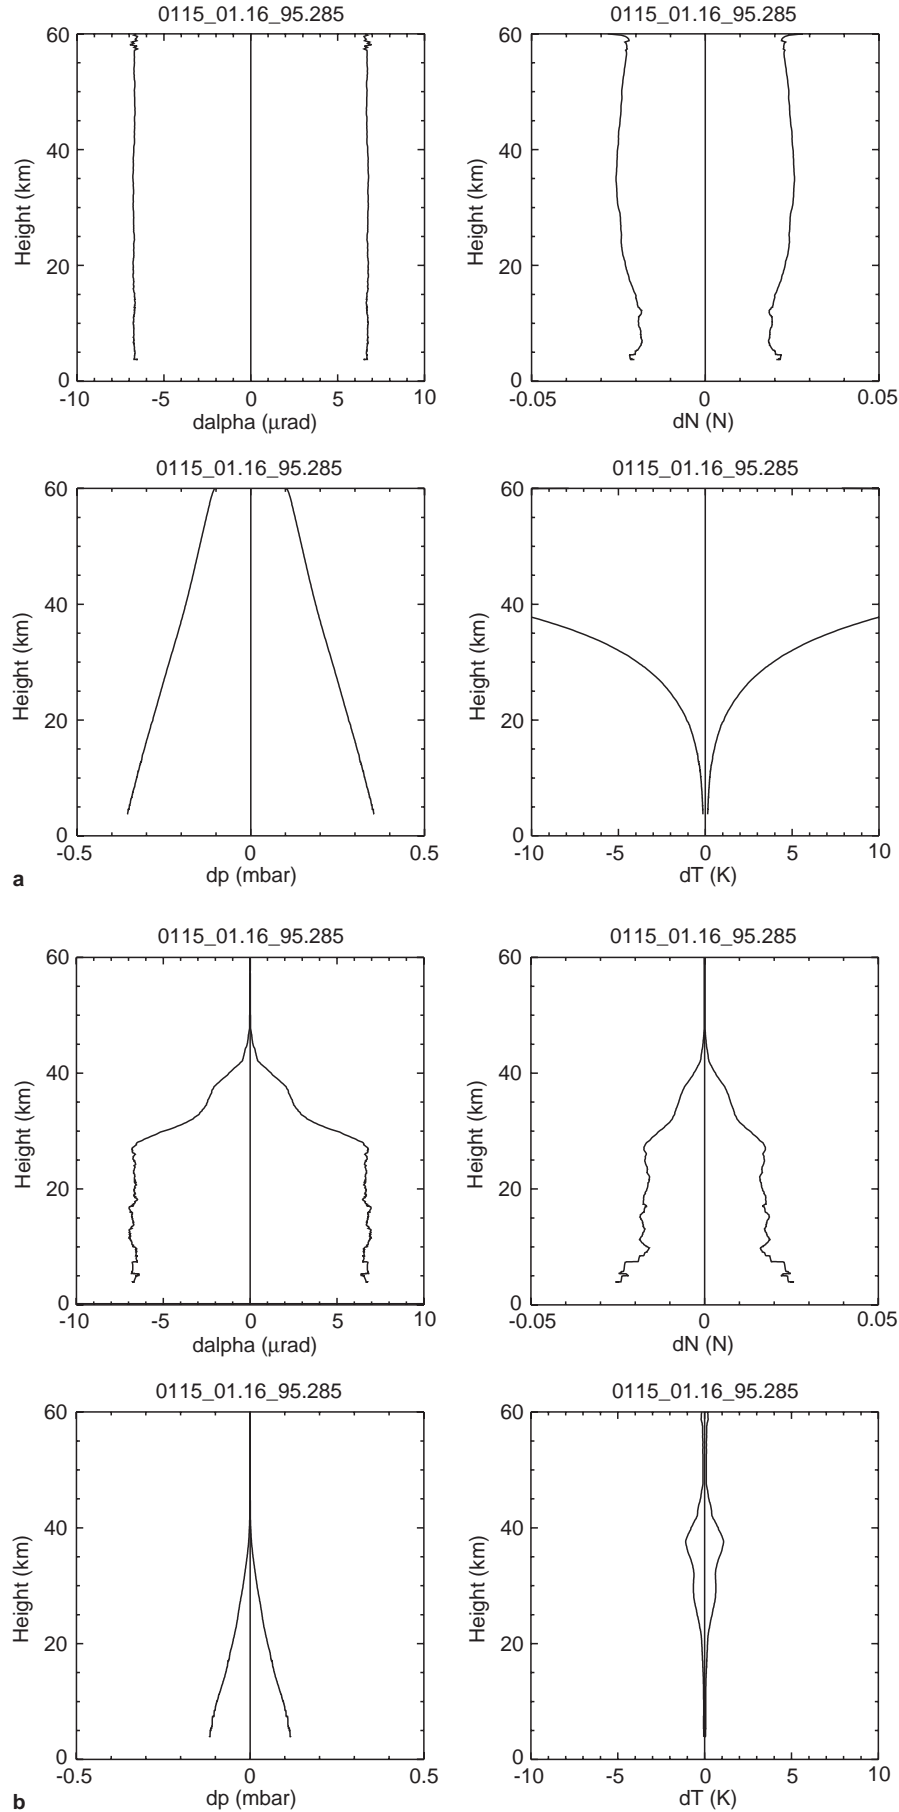 0115_01.16_95.285 0115_01.16_95.285
60 60
40 40
20 20
0 0
Height (km) Height (km)
-10 -5 0 5 10 -0.05 0 0.05
dalpha (μrad) dN (N)
0115_01.16_95.285 0115_01.16_95.285
60 60
40 40
20 20
0 0
Height (km) Height (km)
-0.5 0 0.5 -10 -5 0 5 10
dp (mbar) dT (K)
a
0115_01.16_95.285 0115_01.16_95.285
60 60
40 40
20 20
0 0
Height (km) Height (km)
-10 -5 0 5 10 -0.05 0 0.05
dalpha (μrad) dN (N)
0115_01.16_95.285 0115_01.16_95.285
60 60
40 40
20 20
0 0
Height (km) Height (km)
-0.5 0 0.5 -10 -5 0 5 10
dp (mbar) dT (K)
b